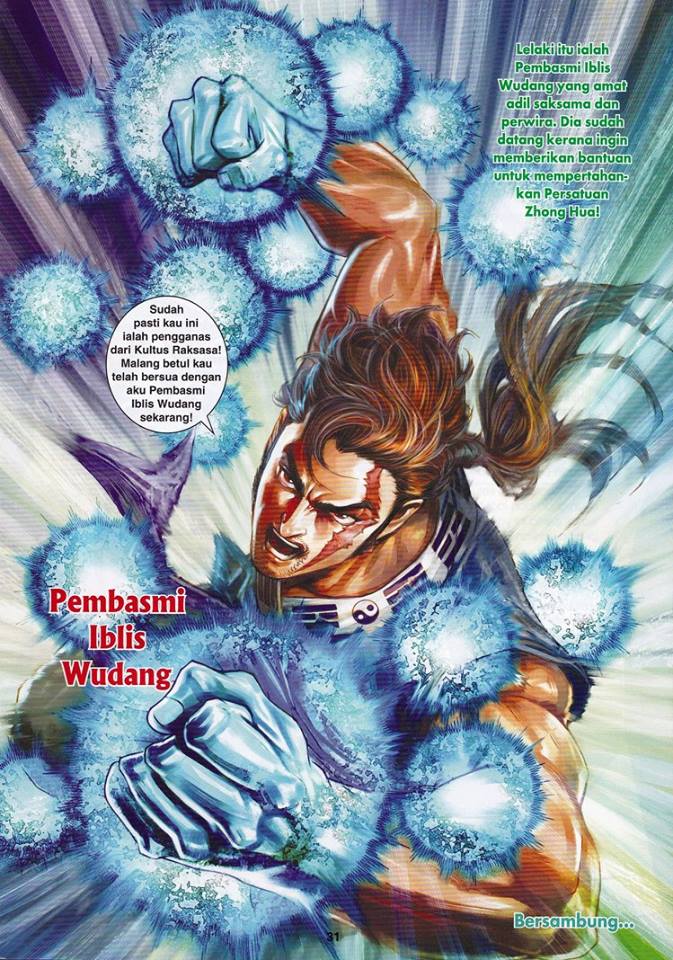 Lelaki itu ialah
Pembasmi Iblis
Wudang yang amat
adil saksama dan
perwira. Dia sudah
datang kerana ingin
memberikan bantuan
untuk mempertahan-
kan Persatuan
Zhong Hua!
Sudah
pasti kau ini
ialah pengganas
dari Kultus Raksasa!
Malang betul kau
telah bersua dengan
aku Pembasmi
Iblis Wudang
sekarang!
Pembasmi
Iblis
Wudang
Bersambung...
31